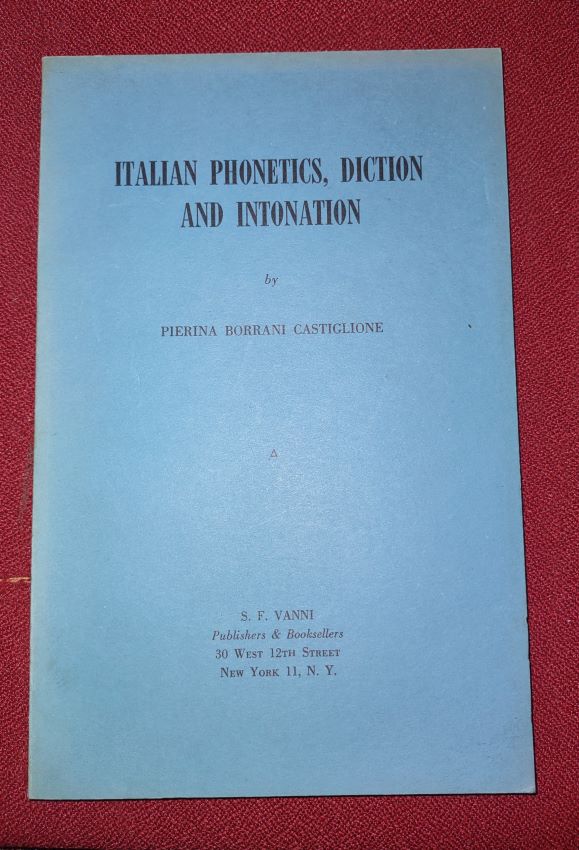 ITALIAN PHONETICS, DICTION
AND INTONATION
by
PIERINA BORRANI CASTIGLIONE
S. F. VANNI
Publishers & Booksellers
30 WEST 12TH STREET
NEW YORK 11, N. Y.